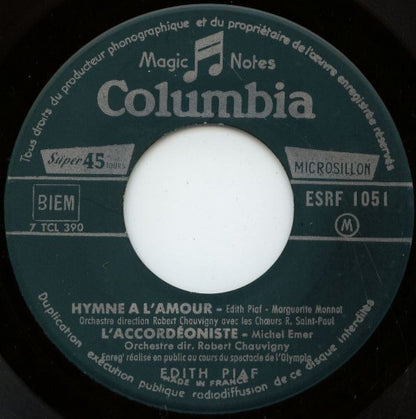 Tous droits du producteur phonographique et du propriétaire de l'œuvre enregistrée réservés
Magic Notes
Columbia
Super 45 TOURS
MICROSILLON
BIEM
7 TCL 390
ESRF 1051
M
HYMNE A L'AMOUR - Edith Piaf - Marguerite Monnot
Orchestre direction Robert Chauvigny avec les Chœurs R. Saint-Paul
L'ACCORDÉONISTE - Michel Emer
Orchestre dir. Robert Chauvigny
Enregt réalisé en public au cours du spectacle de l'Olympia
EDITH PIAF
MADE IN FRANCE
Duplication exécution publique radiodiffusion de ce disque interdites